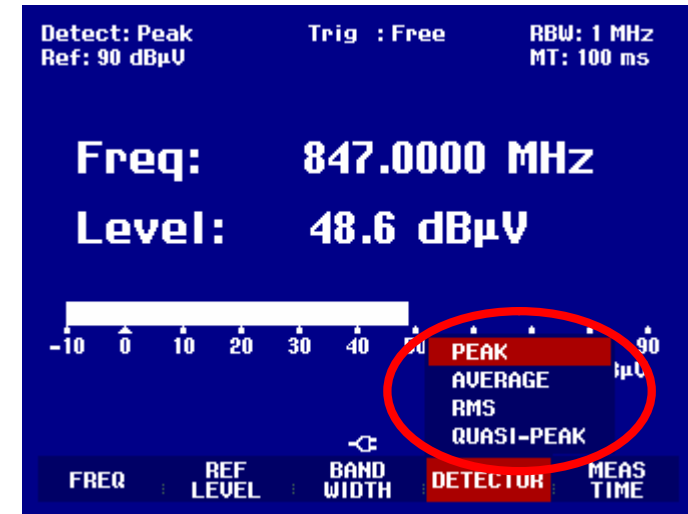 Detect: Peak Trig : Free RBW: 1 MHz
Ref: 90 dBµV MT: 100 ms
Freq: 847.0000 MHz
Level: 48.6 dBµV
-10 0 10 20 30 40 90
PEAK
AVERAGE
RMS
QUASI-PEAK
FREQ REF LEVEL BAND WIDTH DETECTOR MEAS TIME